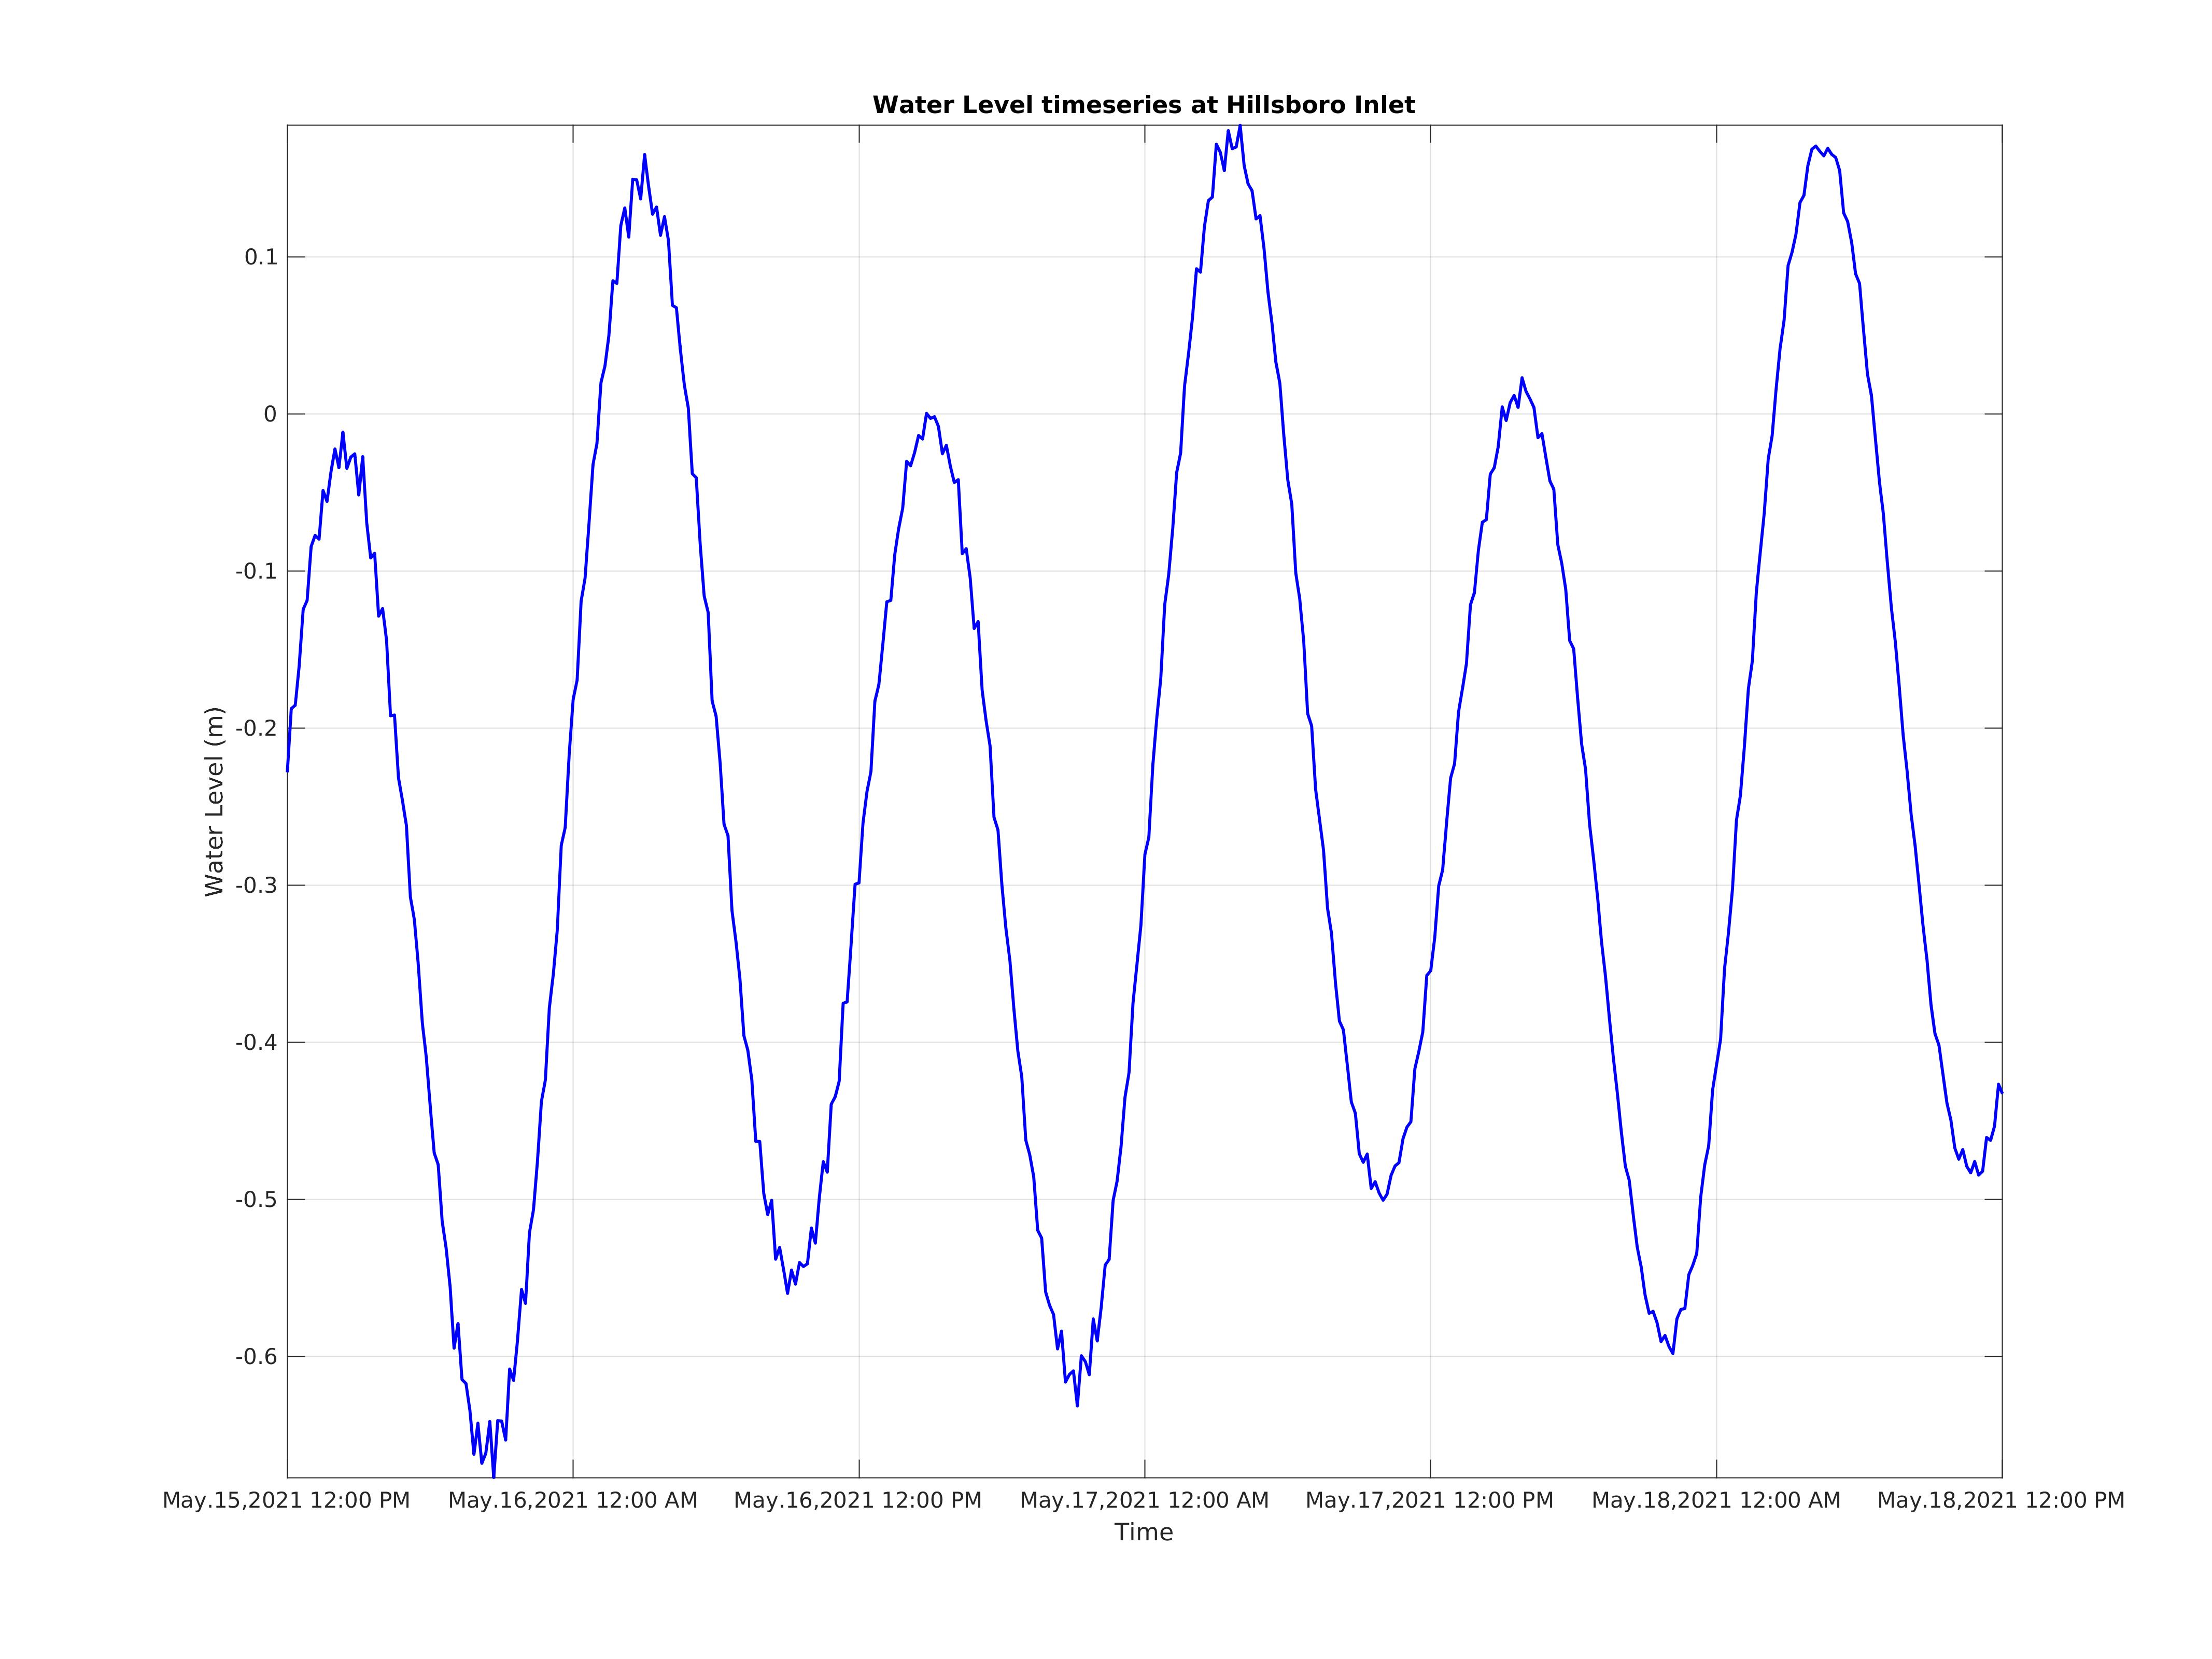 Water Level timeseries at Hillsboro Inlet
0.1
0
-0.1
-0.2
-0.3
-0.4
-0.5
-0.6
Water Level (m)
May.15,2021 12:00 PM
May.16,2021 12:00 AM
May.16,2021 12:00 PM
May.17,2021 12:00 AM
May.17,2021 12:00 PM
May.18,2021 12:00 AM
May.18,2021 12:00 PM
Time